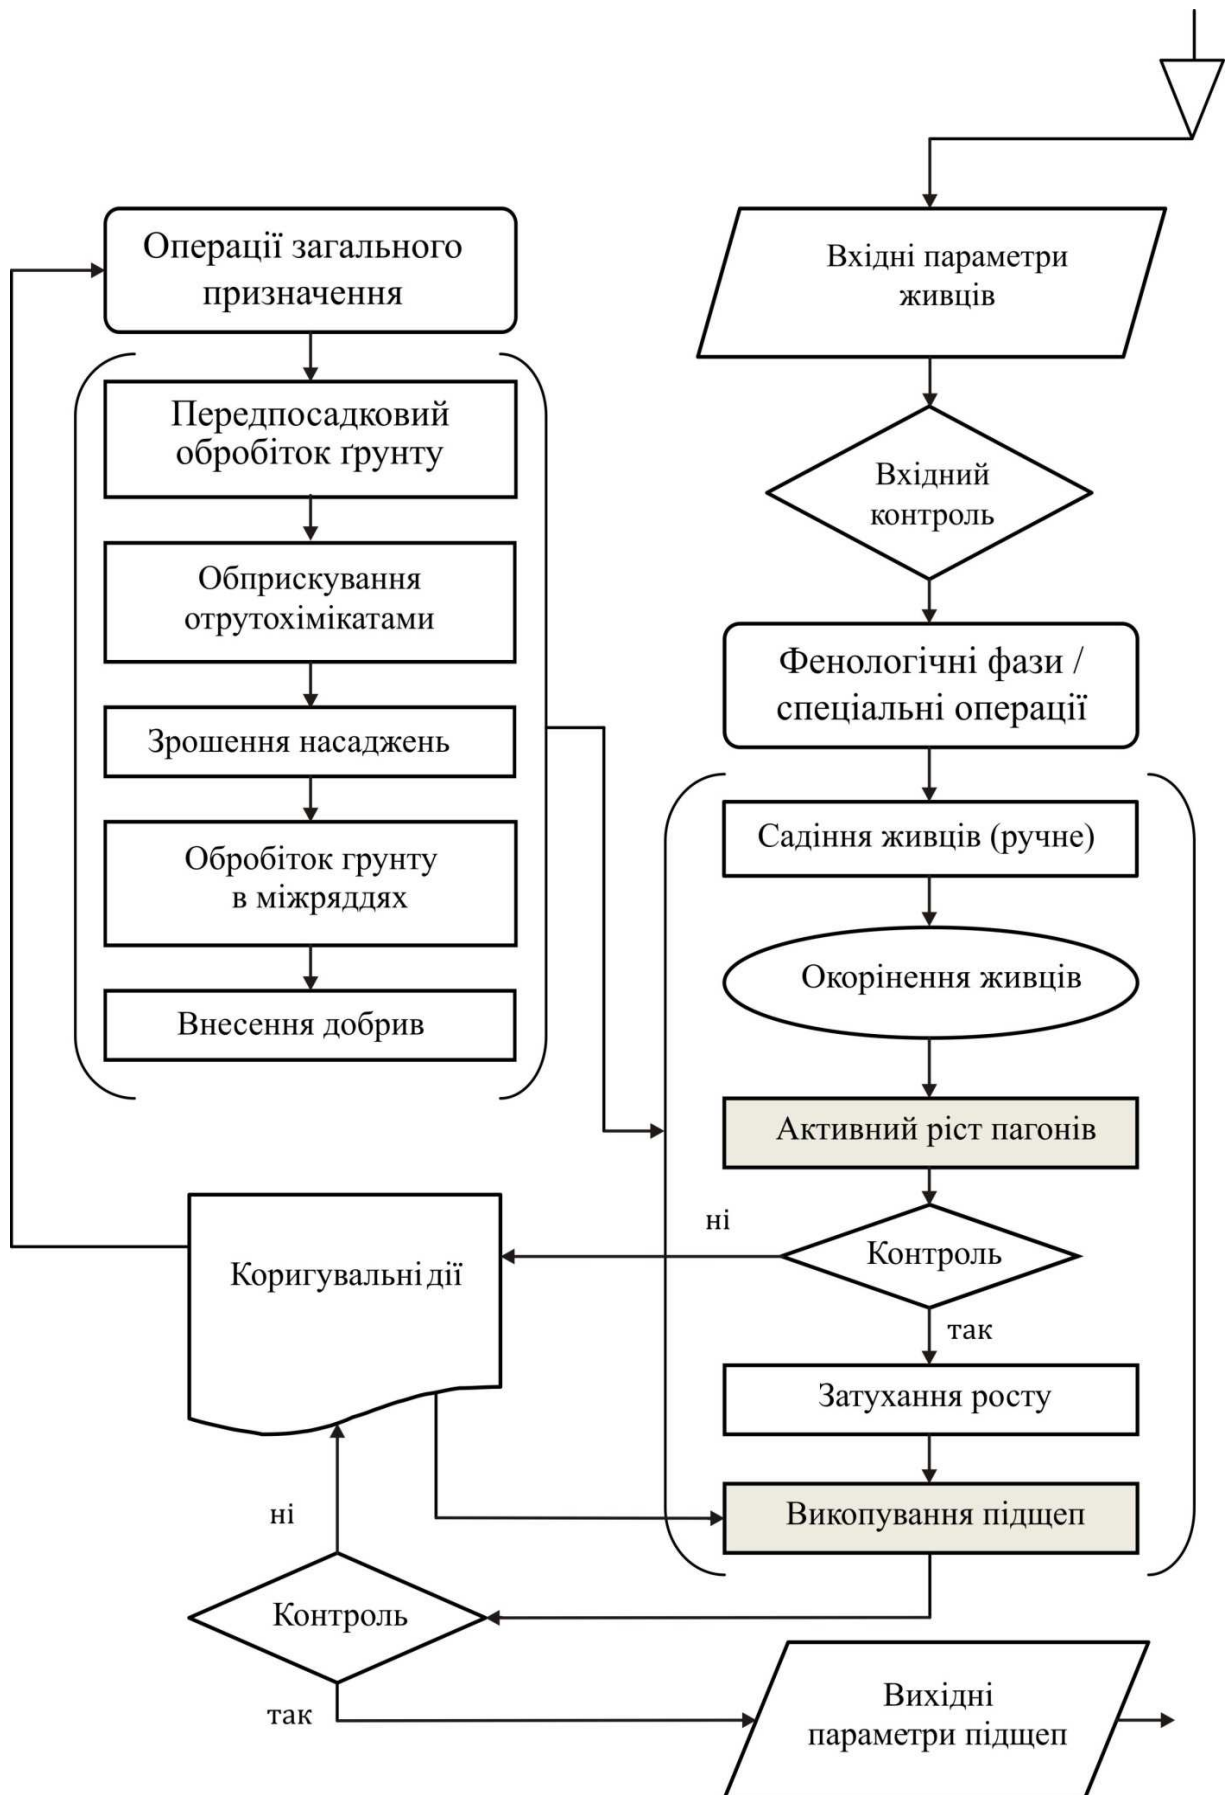 Операції загального
призначення
Передпосадковий
обробіток ґрунту
Обприскування
отрутохімікатами
Зрошення насаджень
Обробіток грунту
в міжряддях
Внесення добрив
Вхідні параметри
живців
Вхідний
контроль
Фенологічні фази /
спеціальні операції
Садіння живців (ручне)
Окорінення живців
Активний ріст пагонів
ні
Контроль
так
Коригувальні дії
Затухання росту
Викопування підщеп
ні
Контроль
так
Вихідні
параметри підщеп